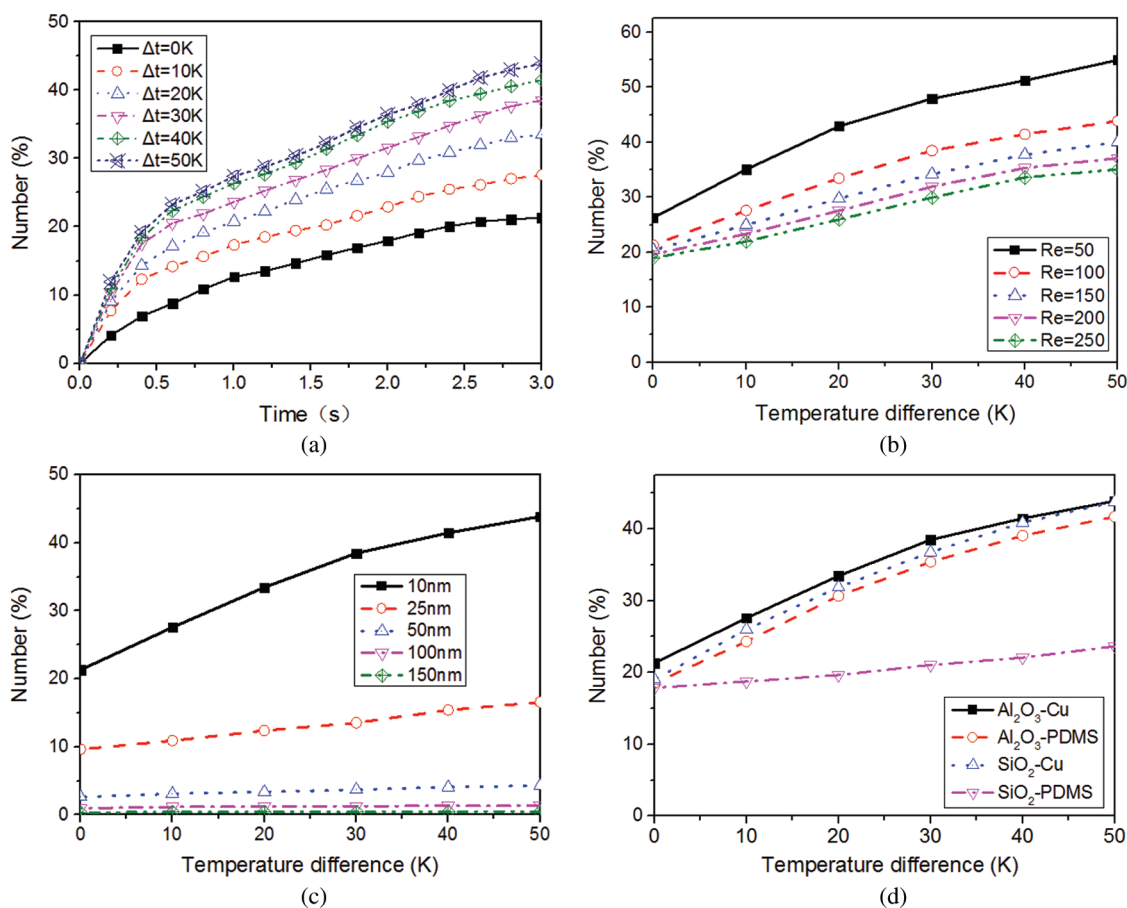 50
40
30
20
10
0
Number (%)
Δt=0K
Δt=10K
Δt=20K
Δt=30K
Δt=40K
Δt=50K
0.0 0.5 1.0 1.5 2.0 2.5 3.0
Time (s)
(a)
60
50
40
30
20
10
0
Number (%)
Re=50
Re=100
Re=150
Re=200
Re=250
0 10 20 30 40 50
Temperature difference (K)
(b)
50
40
30
20
10
0
Number (%)
10nm
25nm
50nm
100nm
150nm
0 10 20 30 40 50
Temperature difference (K)
(c)
40
30
20
10
0
Number (%)
Al₂O₃-Cu
Al₂O₃-PDMS
SiO₂-Cu
SiO₂-PDMS
0 10 20 30 40 50
Temperature difference (K)
(d)